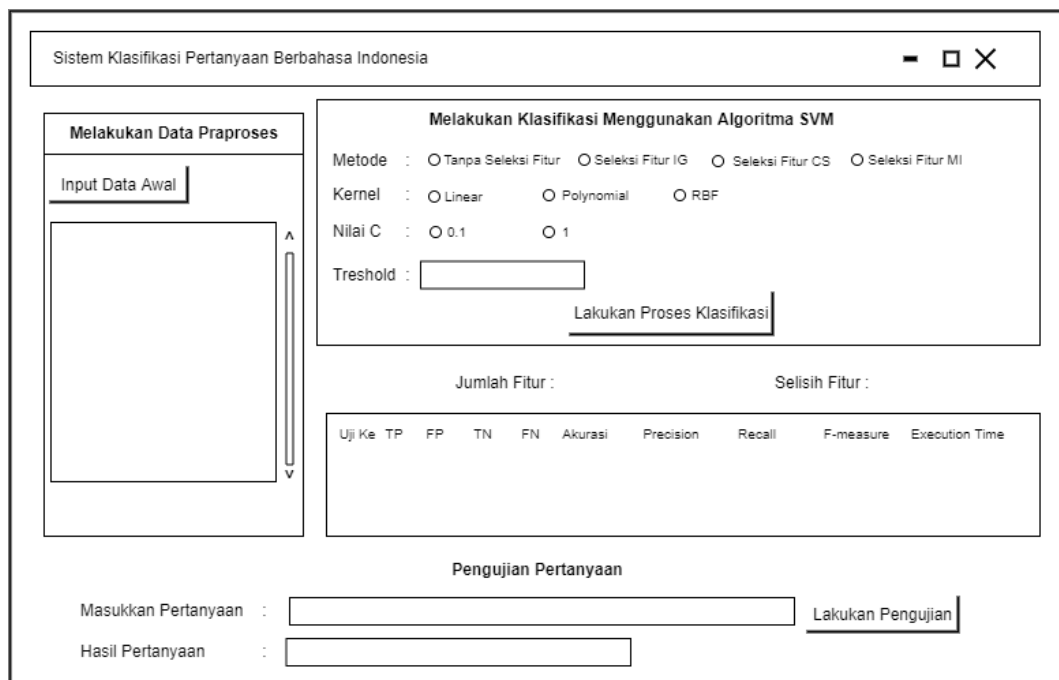 Sistem Klasifikasi Pertanyaan Berbahasa Indonesia
Melakukan Data Praproses
Input Data Awal
Melakukan Klasifikasi Menggunakan Algoritma SVM
Metode : Tanpa Seleksi Fitur Seleksi Fitur IG Seleksi Fitur CS Seleksi Fitur MI
Kernel : Linear Polynomial RBF
Nilai C : 0.1 1
Treshold :
Lakukan Proses Klasifikasi
Jumlah Fitur : Selisih Fitur :
Uji Ke TP FP TN FN Akurasi Precision Recall F-measure Execution Time
Pengujian Pertanyaan
Masukkan Pertanyaan : Lakukan Pengujian
Hasil Pertanyaan :